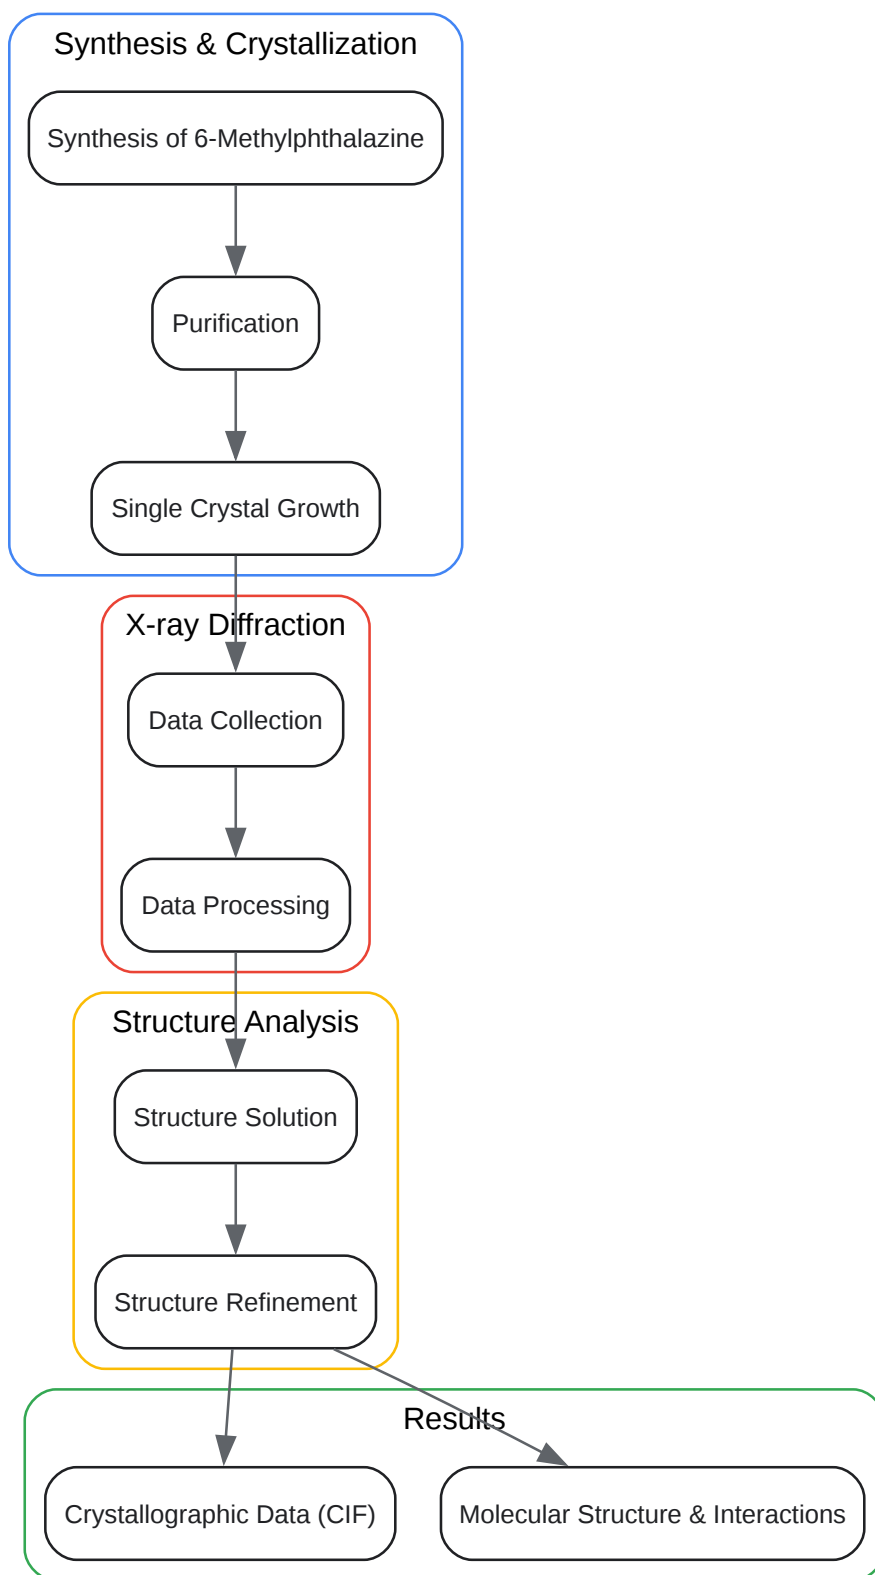 Synthesis & Crystallization
Synthesis of 6-Methylphthalazine
Purification
Single Crystal Growth
X-ray Diffraction
Data Collection
Data Processing
Structure Analysis
Structure Solution
Structure Refinement
Results
Crystallographic Data (CIF)
Molecular Structure & Interactions